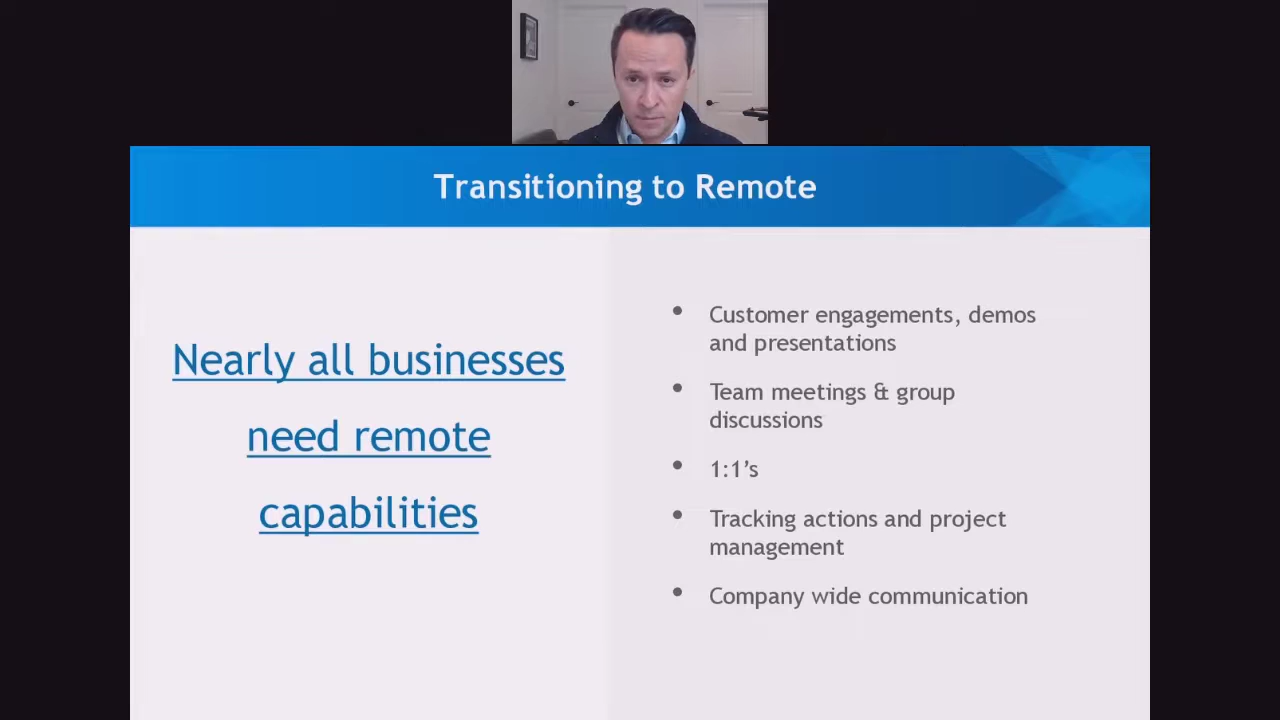 Transitioning to Remote
Nearly all businesses
need remote
capabilities
• Customer engagements, demos
and presentations
• Team meetings & group
discussions
• 1:1’s
• Tracking actions and project
management
• Company wide communication